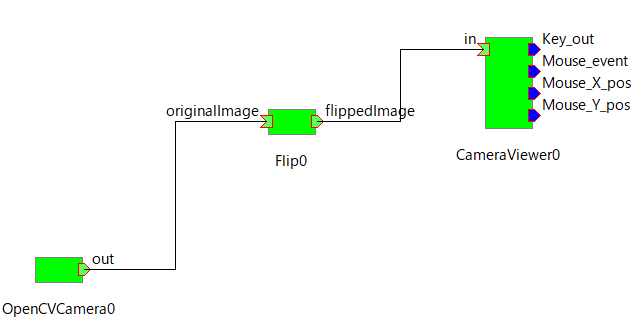 in
Key_out
Mouse_event
Mouse_X_pos
Mouse_Y_pos
originalImage
flippedImage
Flip0
CameraViewer0
out
OpenCVCamera0